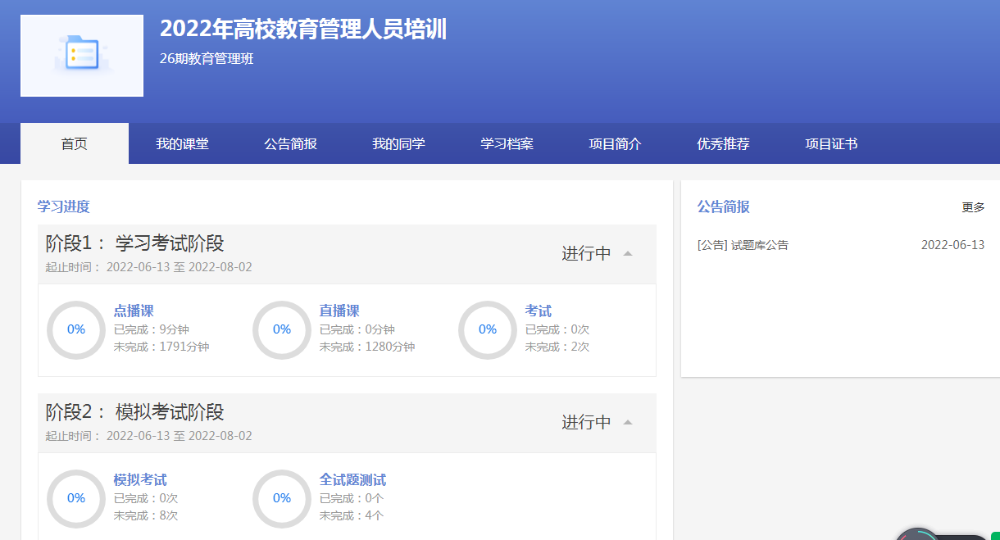 2022年高校教育管理人员培训
26期教育管理班
首页 我的课堂 公告简报 我的同学 学习档案 项目简介 优秀推荐 项目证书
学习进度
阶段1： 学习考试阶段
起止时间： 2022-06-13 至 2022-08-02
进行中
0%
点播课
已完成：9分钟
未完成：1791分钟
0%
直播课
已完成：0分钟
未完成：1280分钟
0%
考试
已完成：0次
未完成：2次
阶段2： 模拟考试阶段
起止时间： 2022-06-13 至 2022-08-02
进行中
0%
模拟考试
已完成：0次
未完成：8次
0%
全试题测试
已完成：0个
未完成：4个
公告简报 更多
[公告] 试题库公告 2022-06-13